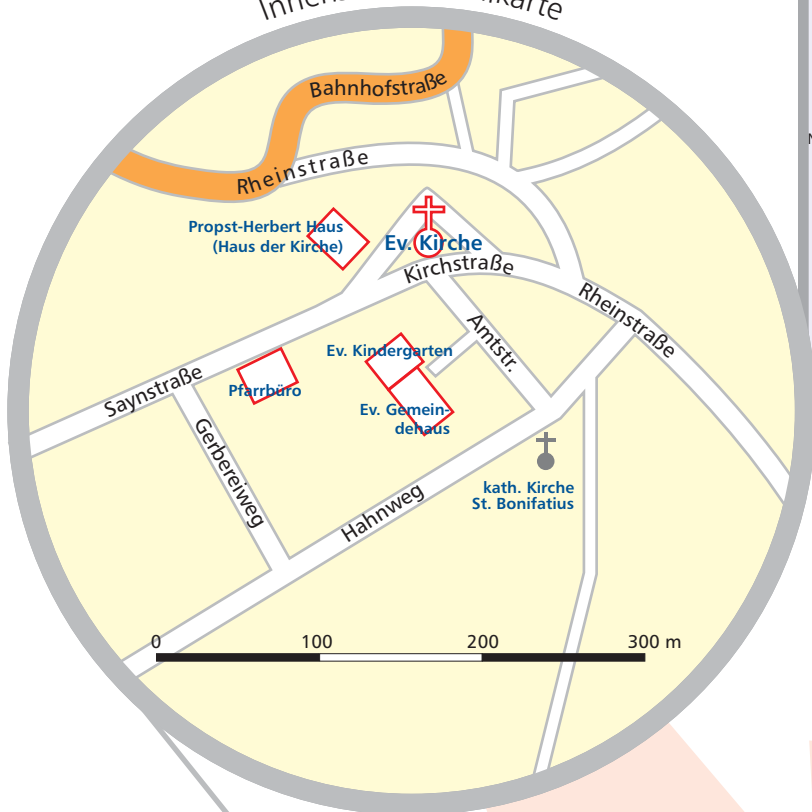 Bahnhofstraße
Rheinstraße
Propst-Herbert Haus
(Haus der Kirche)
Ev. Kirche
Kirchstraße
Rheinstraße
Amtstr.
Ev. Kindergarten
Saynstraße
Pfarrbüro
Ev. Gemein-
dehaus
Gerbereiweg
Hahnweg
kath. Kirche
St. Bonifatius
0 100 200 300 m